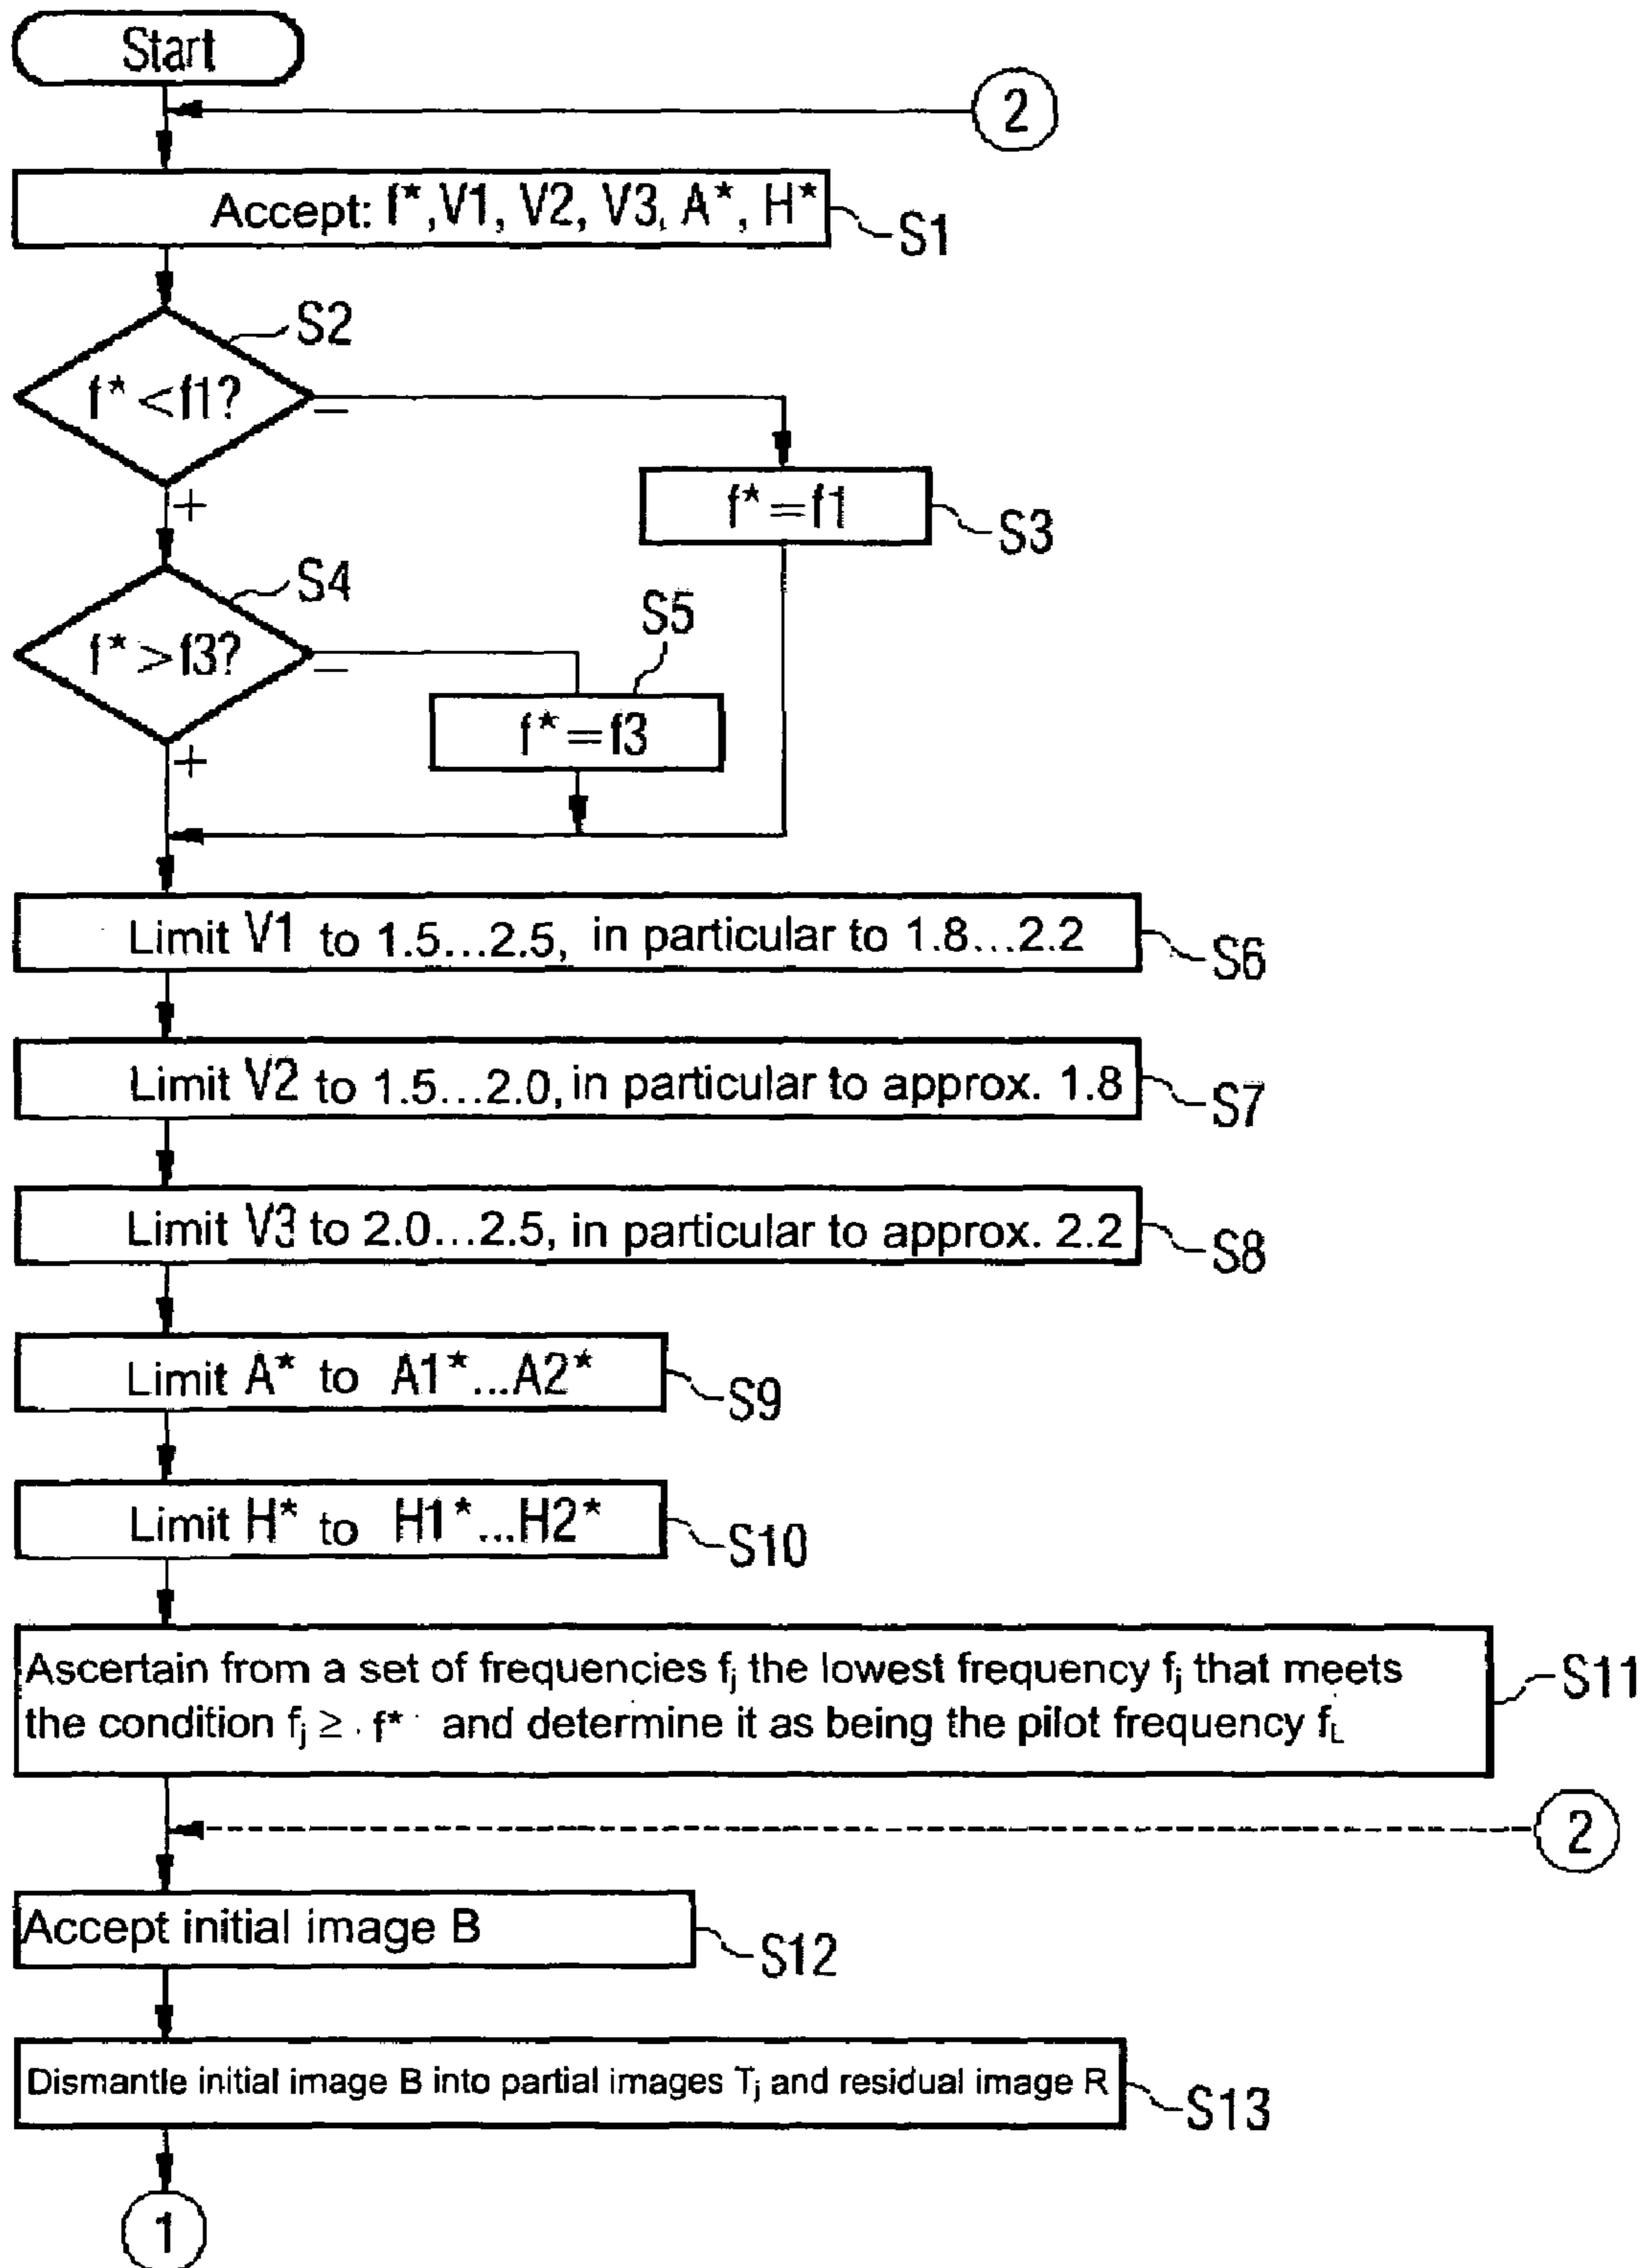 Start
2
Accept: f*, V1, V2, V3, A*, H*
S1
S2
f* <f1?
–
+
f*=f1
S3
S4
f* >f3?
–
+
S5
f*=f3
Limit V1 to 1.5...2.5, in particular to 1.8...2.2
S6
Limit V2 to 1.5...2.0, in particular to approx. 1.8
S7
Limit V3 to 2.0...2.5, in particular to approx. 2.2
S8
Limit A* to A1*...A2*
S9
Limit H* to H1*...H2*
S10
Ascertain from a set of frequencies fj the lowest frequency fj that meets
the condition fj ≥ f* and determine it as being the pilot frequency fL
S11
2
Accept initial image B
S12
Dismantle initial image B into partial images Tj and residual image R
S13
1